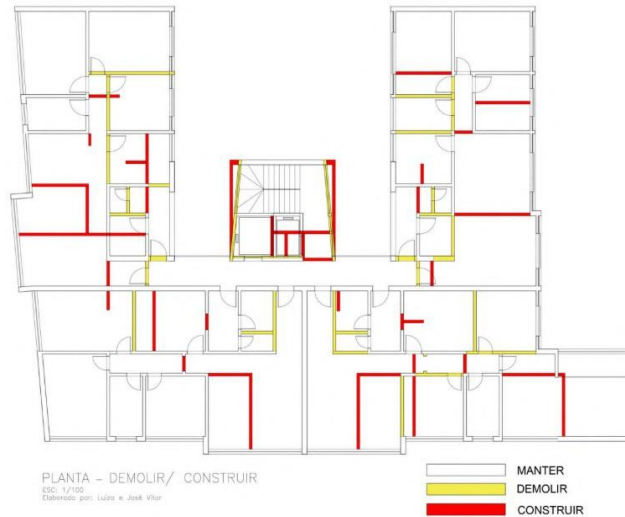 PLANTA - DEMOLIR/ CONSTRUIR
ESC: 1/100
Elaborado por: Luiza e José Vitor
MANTER
DEMOLIR
CONSTRUIR